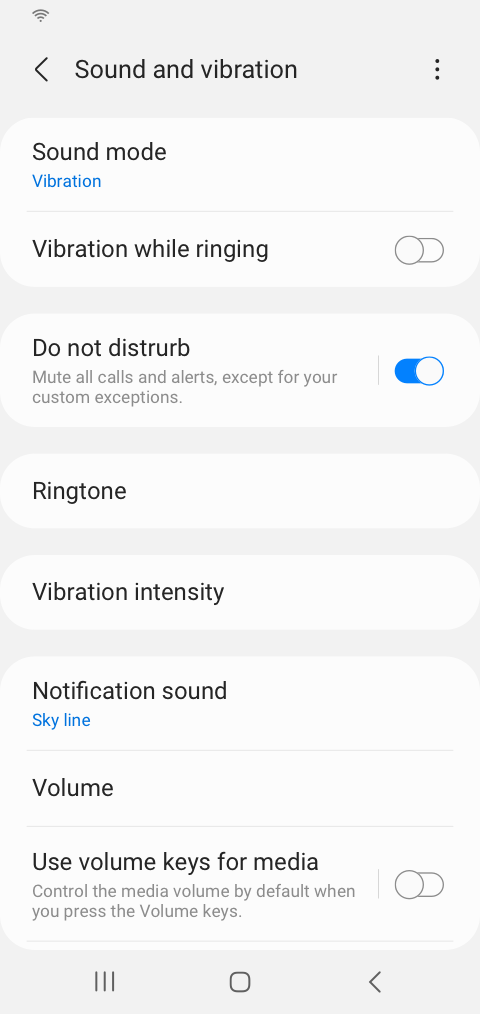 Sound and vibration
Sound mode
Vibration
Vibration while ringing
Do not distrurb
Mute all calls and alerts, except for your
custom exceptions.
Ringtone
Vibration intensity
Notification sound
Sky line
Volume
Use volume keys for media
Control the media volume by default when
you press the Volume keys.